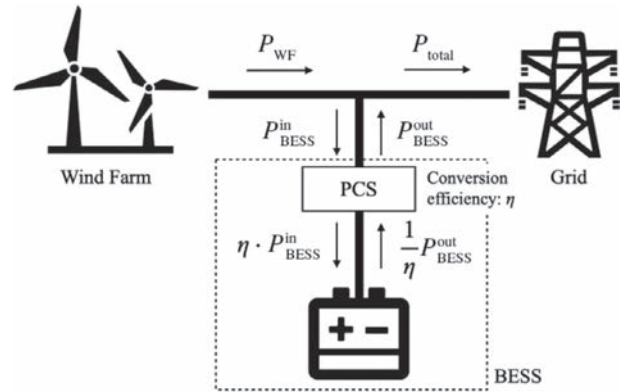 P_WF
P_total
P_BESS^in
P_BESS^out
Wind Farm
Grid
PCS
Conversion
efficiency: η
η · P_BESS^in
1/η P_BESS^out
+ −
BESS